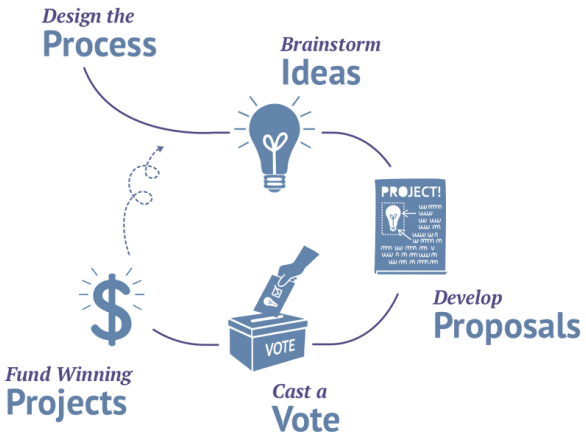 Design the
Process
Brainstorm
Ideas
PROJECT!
Develop
Proposals
VOTE
Cast a
Vote
Fund Winning
Projects